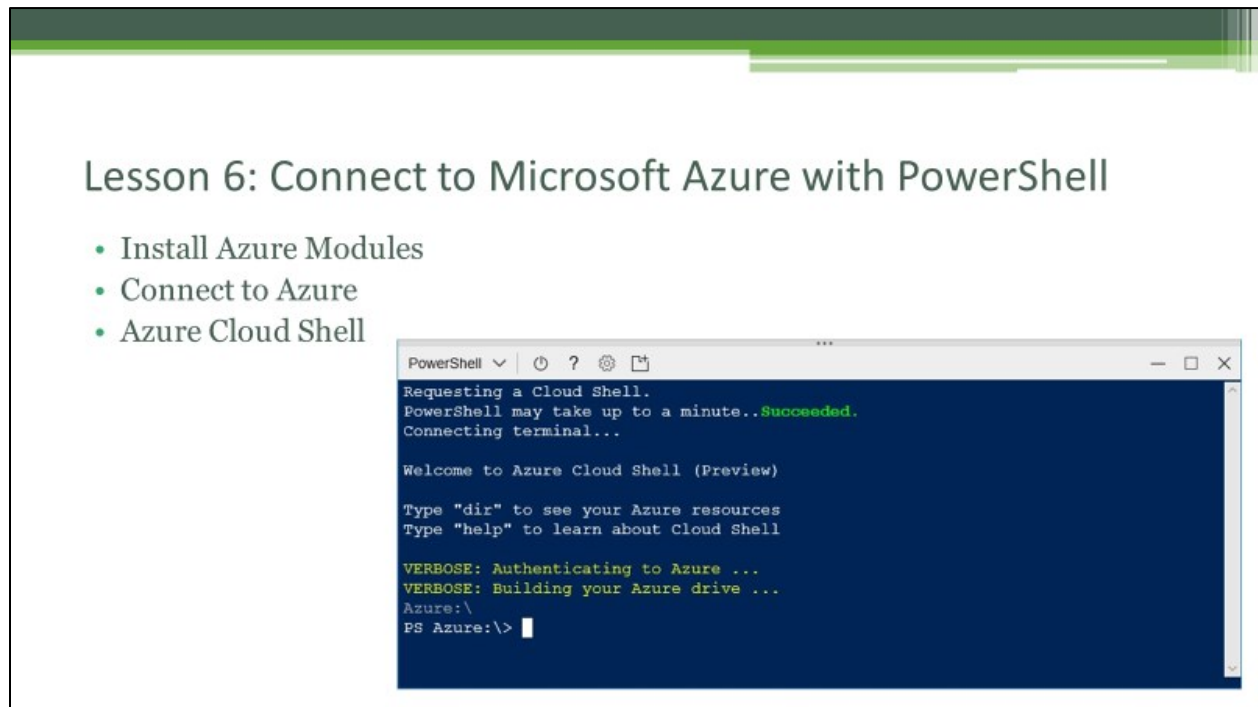 Lesson 6: Connect to Microsoft Azure with PowerShell
• Install Azure Modules
• Connect to Azure
• Azure Cloud Shell
PowerShell
Requesting a Cloud Shell.
PowerShell may take up to a minute..Succeeded.
Connecting terminal...
Welcome to Azure Cloud Shell (Preview)
Type "dir" to see your Azure resources
Type "help" to learn about Cloud Shell
VERBOSE: Authenticating to Azure ...
VERBOSE: Building your Azure drive ...
Azure:\
PS Azure:\>